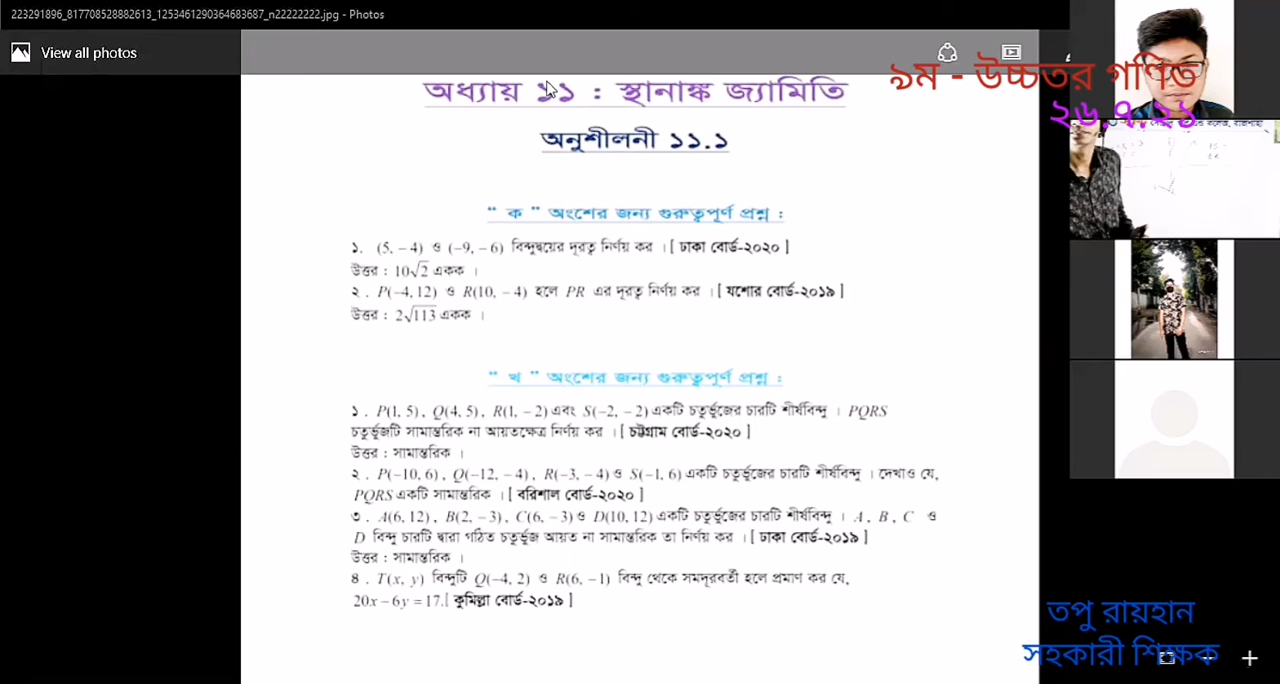 223291896_817708528882613_1253461290364683687_n22222222.jpg - Photos
View all photos
৯ম - উচ্চতর গণিত
২৬.৭.২১
অধ্যায় ১১ : স্থানাঙ্ক জ্যামিতি
অনুশীলনী ১১.১
“ ক ” অংশের জন্য গুরুত্বপূর্ণ প্রশ্ন :
১. (5, – 4) ও (–9, – 6) বিন্দুদ্বয়ের দূরত্ব নির্ণয় কর । [ ঢাকা বোর্ড-২০২০ ]
উত্তর : 10√2 একক ।
২ . P(–4, 12) ও R(10, – 4) হলে PR এর দূরত্ব নির্ণয় কর । [ যশোর বোর্ড-২০১৯ ]
উত্তর : 2√113 একক ।
“ খ ” অংশের জন্য গুরুত্বপূর্ণ প্রশ্ন :
১ . P(1, 5) , Q(4, 5) , R(1, – 2) এবং S(–2, – 2) একটি চতুর্ভূজের চারটি শীর্ষবিন্দু । PQRS
চতুর্ভূজটি সামান্তরিক না আয়তক্ষেত্র নির্ণয় কর । [ চট্টগ্রাম বোর্ড-২০২০ ]
উত্তর : সামান্তরিক ।
২ . P(–10, 6) , Q(–12, – 4) , R(–3, – 4) ও S(–1, 6) একটি চতুর্ভূজের চারটি শীর্ষবিন্দু । দেখাও যে,
PQRS একটি সামান্তরিক । [ বরিশাল বোর্ড-২০২০ ]
৩ . A(6, 12) , B(2, –3) , C(6, –3) ও D(10, 12) একটি চতুর্ভূজের চারটি শীর্ষবিন্দু । A , B , C ও
D বিন্দু চারটি দ্বারা গঠিত চতুর্ভূজ আয়ত না সামান্তরিক তা নির্ণয় কর । [ ঢাকা বোর্ড-২০১৯ ]
উত্তর : সামান্তরিক ।
৪ . T(x, y) বিন্দুটি Q(–4, 2) ও R(6, –1) বিন্দু থেকে সমদূরবর্তী হলে প্রমাণ কর যে,
20x – 6y = 17.[ কুমিল্লা বোর্ড-২০১৯ ]
তপু রায়হান
সহকারী শিক্ষক